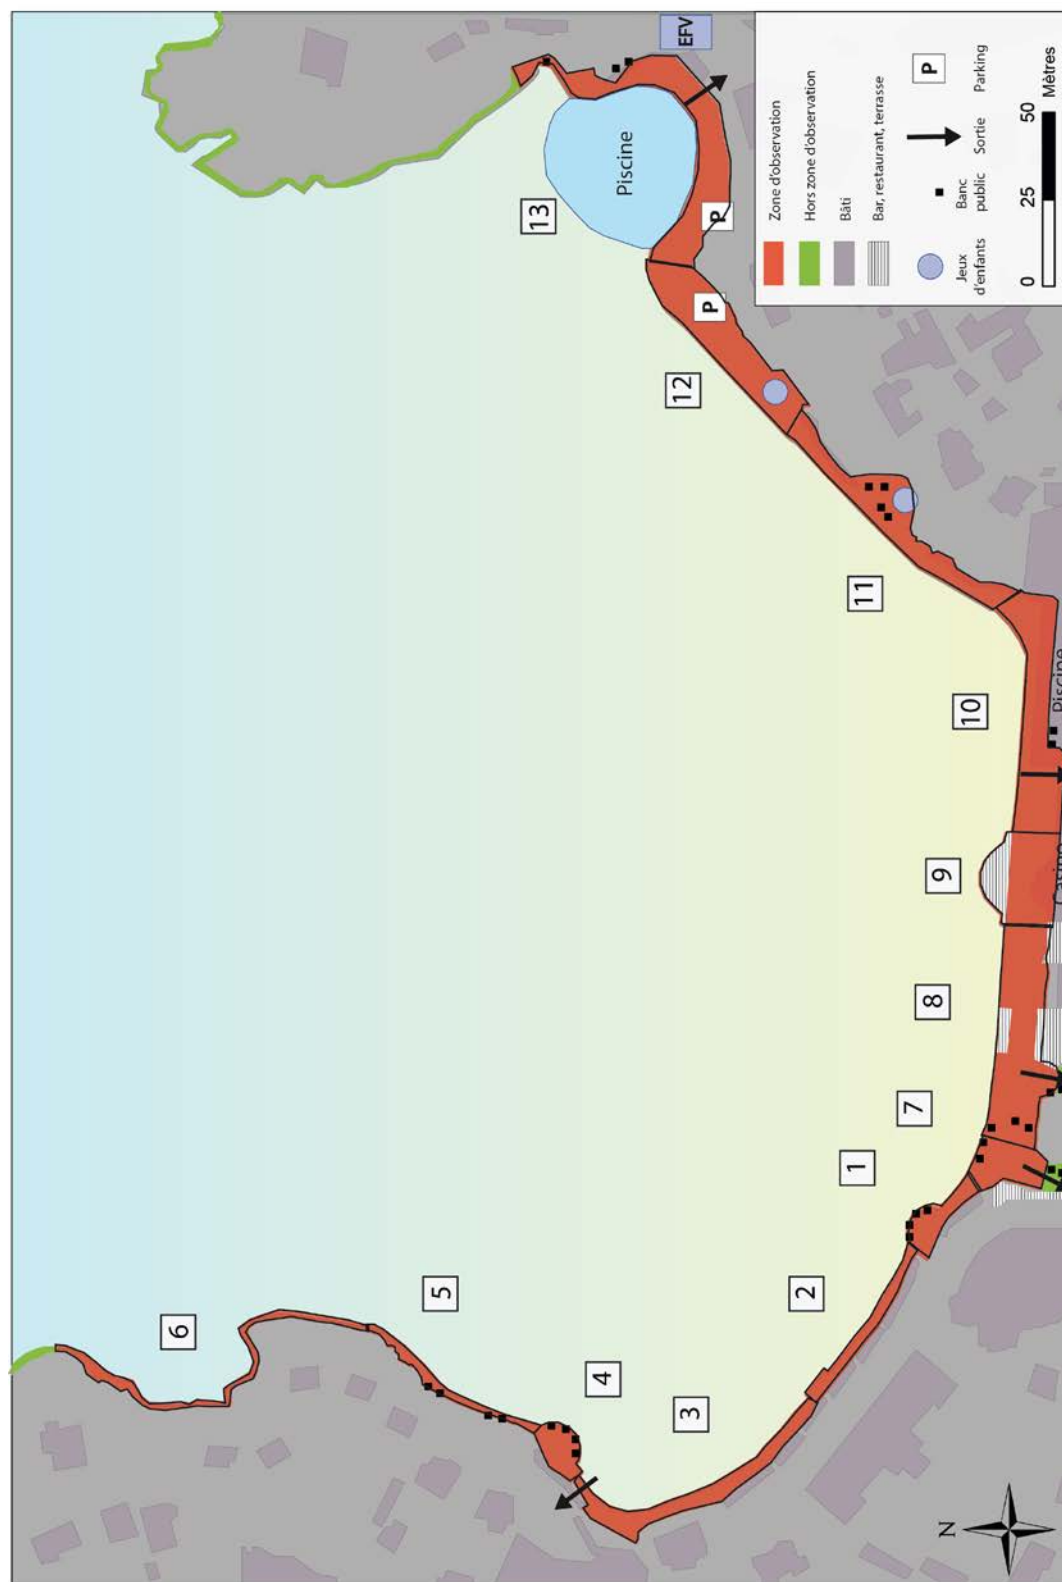 EFV
Piscine
P
P
13
12
11
10
9
8
7
1
2
3
4
5
6
Piscine
Casino
N
Zone d'observation
Hors zone d'observation
Bâti
Bar, restaurant, terrasse
Jeux
d'enfants
Banc
public
Sortie
P
Parking
0
25
50
Mètres